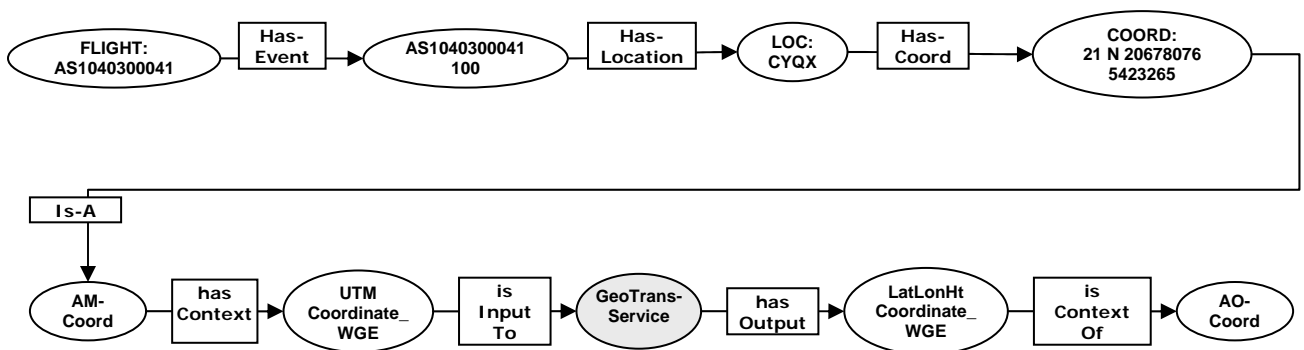 FLIGHT:
AS1040300041
Has-
Event
AS1040300041
100
Has-
Location
LOC:
CYQX
Has-
Coord
COORD:
21 N 20678076
5423265
Is-A
AM-
Coord
has
Context
UTM
Coordinate_
WGE
is
Input
To
GeoTrans-
Service
has
Output
LatLonHt
Coordinate_
WGE
is
Context
Of
AO-
Coord